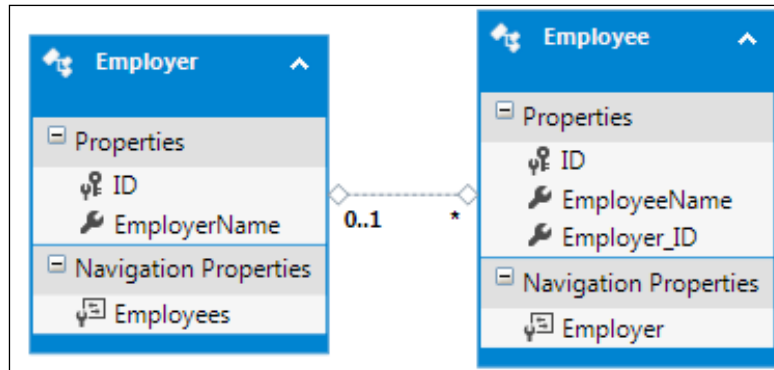 Employer
Properties
ID
EmployerName
Navigation Properties
Employees
0..1
*
Employee
Properties
ID
EmployeeName
Employer_ID
Navigation Properties
Employer